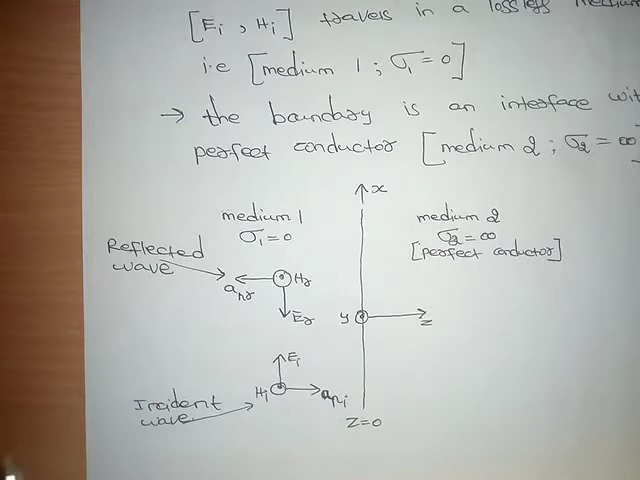 [Ei , Hi] travels in a lossless medium
i.e [medium 1 ; σ1 = 0]
→ the boundary is an interface with
perfect conductor [medium 2 ; σ2 = ∞]
x
medium 1
σ1 = 0
medium 2
σ2 = ∞
[perfect conductor]
Reflected
wave
Hr
anr
Er
y
z
Ei
Hi
ani
Incident
wave
Z=0